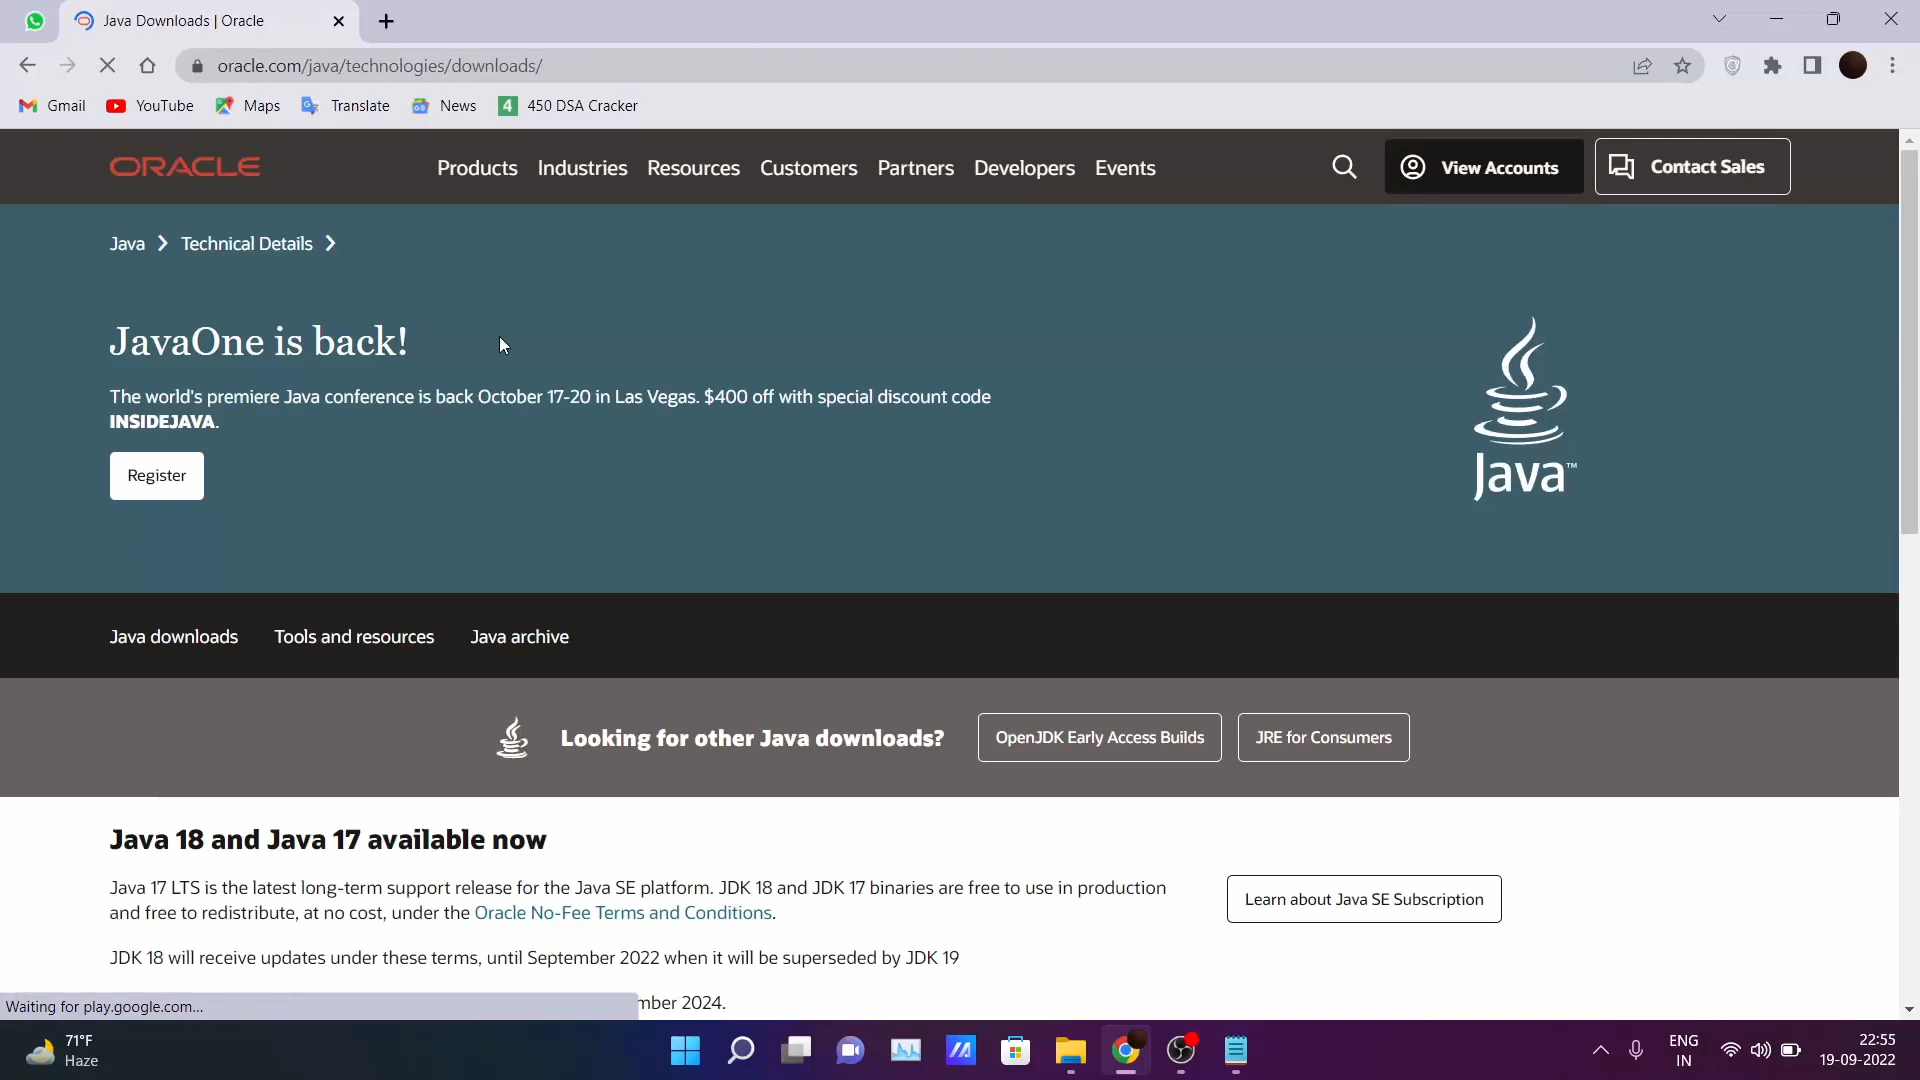 Java Downloads | Oracle
oracle.com/java/technologies/downloads/
Gmail YouTube Maps Translate News 4 450 DSA Cracker
ORACLE Products Industries Resources Customers Partners Developers Events View Accounts Contact Sales
Java Technical Details
JavaOne is back!
The world's premiere Java conference is back October 17-20 in Las Vegas. $400 off with special discount code
INSIDEJAVA.
Register
Java™
Java downloads Tools and resources Java archive
Looking for other Java downloads? OpenJDK Early Access Builds JRE for Consumers
Java 18 and Java 17 available now
Java 17 LTS is the latest long-term support release for the Java SE platform. JDK 18 and JDK 17 binaries are free to use in production
and free to redistribute, at no cost, under the Oracle No-Fee Terms and Conditions.
Learn about Java SE Subscription
JDK 18 will receive updates under these terms, until September 2022 when it will be superseded by JDK 19
Waiting for play.google.com... mber 2024.
71°F
Haze
ENG
IN
22:55
19-09-2022